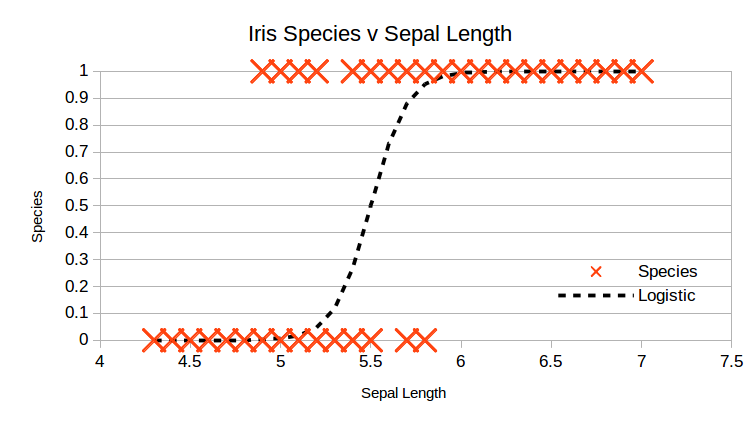 Iris Species v Sepal Length
1
0.9
0.8
0.7
0.6
0.5
0.4
0.3
0.2
0.1
0
Species
4 4.5 5 5.5 6 6.5 7 7.5
Sepal Length
Species
Logistic